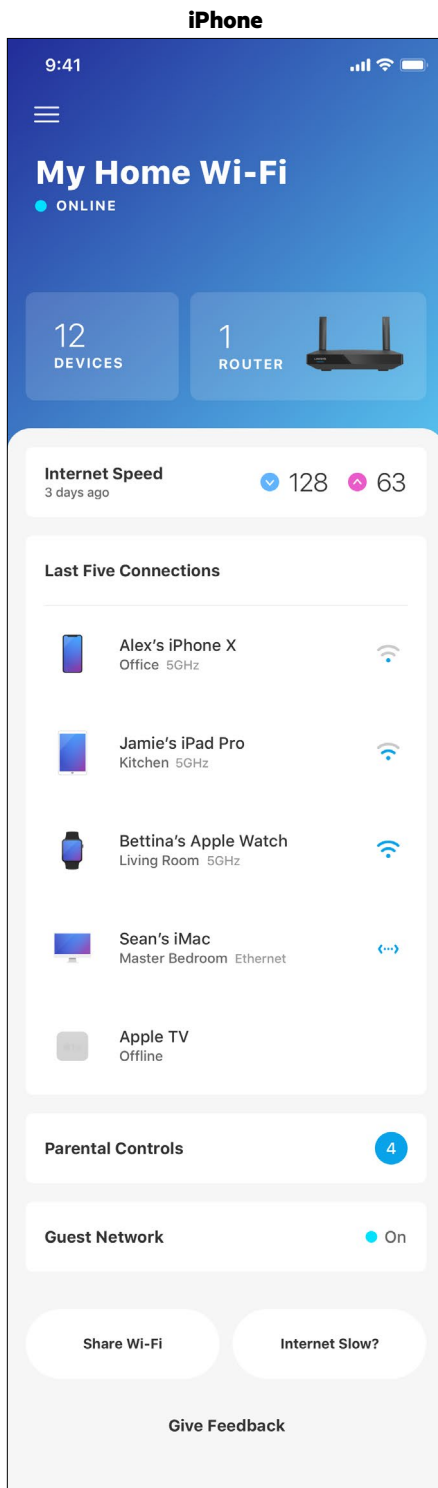 iPhone
9:41
My Home Wi-Fi
ONLINE
12
DEVICES
1
ROUTER
Internet Speed
3 days ago
128
63
Last Five Connections
Alex’s iPhone X
Office 5GHz
Jamie’s iPad Pro
Kitchen 5GHz
Bettina’s Apple Watch
Living Room 5GHz
Sean’s iMac
Master Bedroom Ethernet
Apple TV
Offline
Parental Controls
4
Guest Network
On
Share Wi-Fi
Internet Slow?
Give Feedback